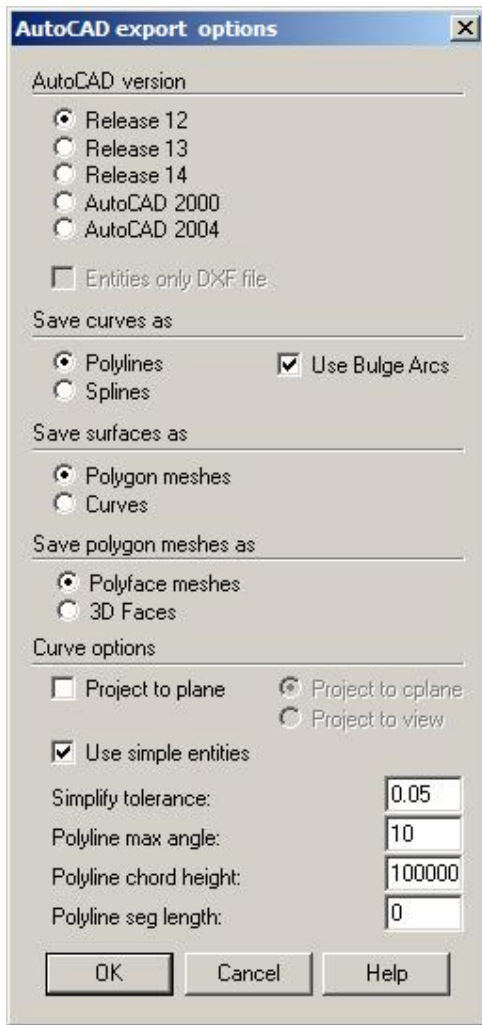 AutoCAD export options
AutoCAD version
Release 12
Release 13
Release 14
AutoCAD 2000
AutoCAD 2004
Entities only DXF file
Save curves as
Polylines Use Bulge Arcs
Splines
Save surfaces as
Polygon meshes
Curves
Save polygon meshes as
Polyface meshes
3D Faces
Curve options
Project to plane Project to cplane
Project to view
Use simple entities
Simplify tolerance: 0.05
Polyline max angle: 10
Polyline chord height: 100000
Polyline seg length: 0
OK Cancel Help